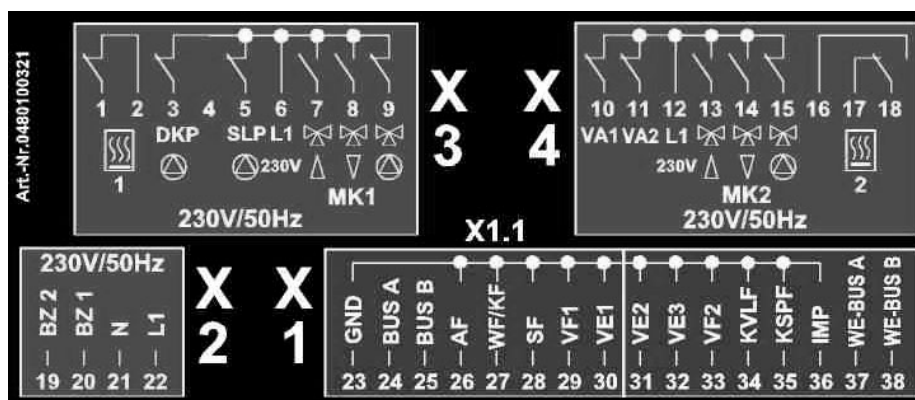 Art.-Nr.0480100321
1 2 3 4 5 6 7 8 9
DKP SLP L1
230V
1
MK1
230V/50Hz
X
3
X
4
10 11 12 13 14 15 16 17 18
VA1 VA2 L1
230V
2
MK2
230V/50Hz
230V/50Hz
BZ 2 BZ 1 N L1
19 20 21 22
X
2
X
1
X1.1
GND BUS A BUS B AF WF/KF SF VF1 VE1 VE2 VE3 VF2 KVLF KSPF IMP WE-BUS A WE-BUS B
23 24 25 26 27 28 29 30 31 32 33 34 35 36 37 38